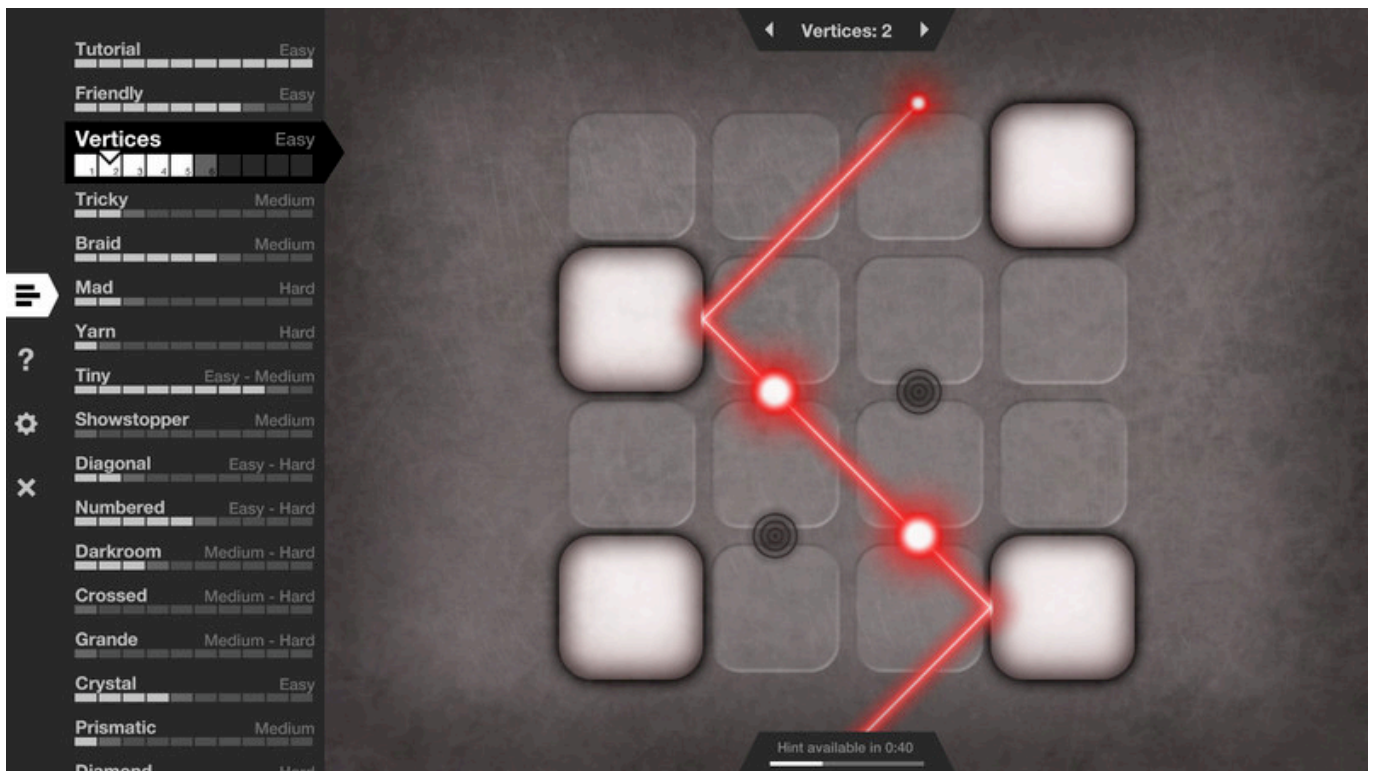 Vertices: 2
Tutorial Easy
Friendly Easy
Vertices Easy
1 2 3 4 5 6
Tricky Medium
Braid Medium
Mad Hard
Yarn Hard
?
Tiny Easy - Medium
Showstopper Medium
Diagonal Easy - Hard
Numbered Easy - Hard
Darkroom Medium - Hard
Crossed Medium - Hard
Grande Medium - Hard
Crystal Easy
Prismatic Medium
Diamond Hard
Hint available in 0:40